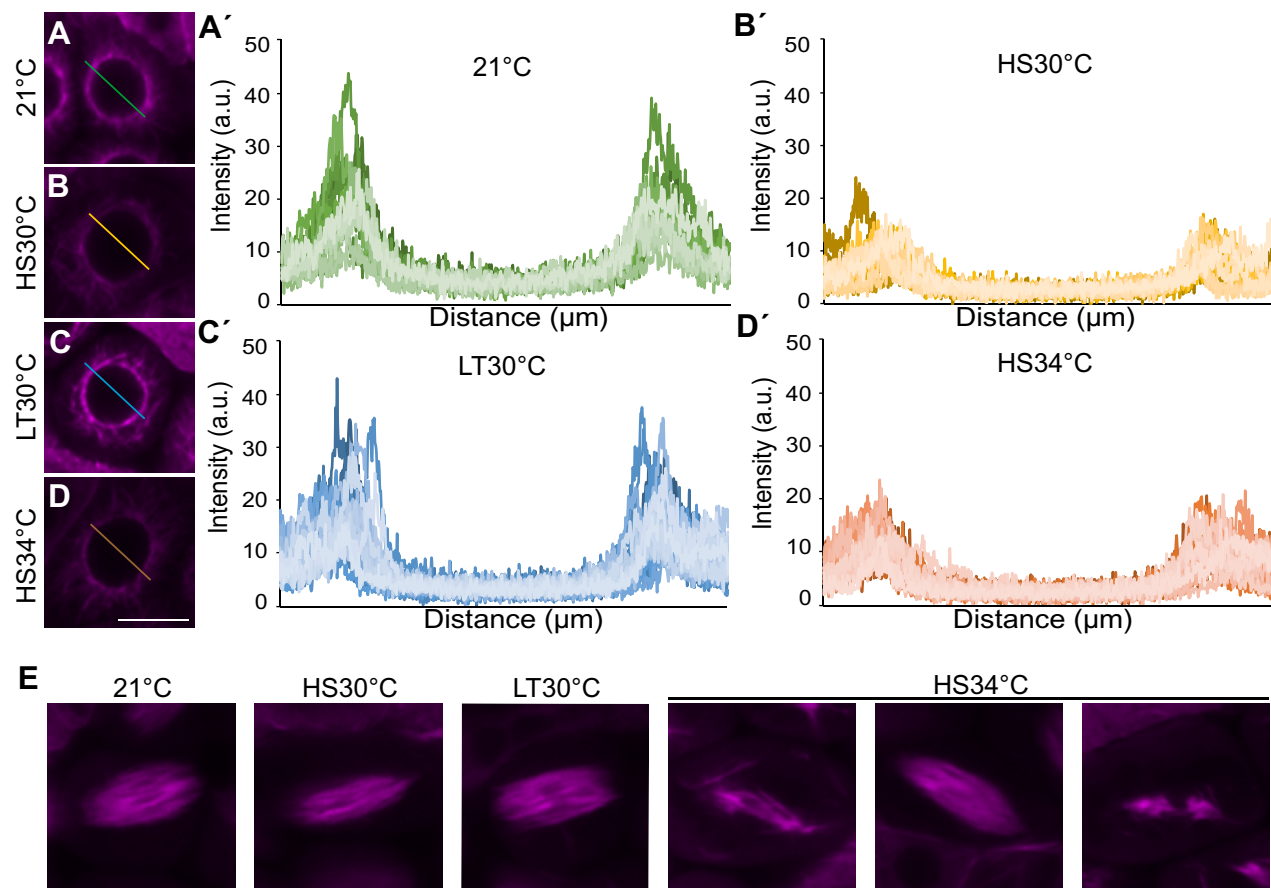 A
21°C
B
HS30°C
C
LT30°C
D
HS34°C
A´
21°C
Intensity (a.u.)
50
40
30
20
10
0
Distance (µm)
B´
HS30°C
Intensity (a.u.)
50
40
30
20
10
0
Distance (µm)
C´
LT30°C
Intensity (a.u.)
50
40
30
20
10
0
Distance (µm)
D´
HS34°C
Intensity (a.u.)
50
40
30
20
10
0
Distance (µm)
E
21°C
HS30°C
LT30°C
HS34°C